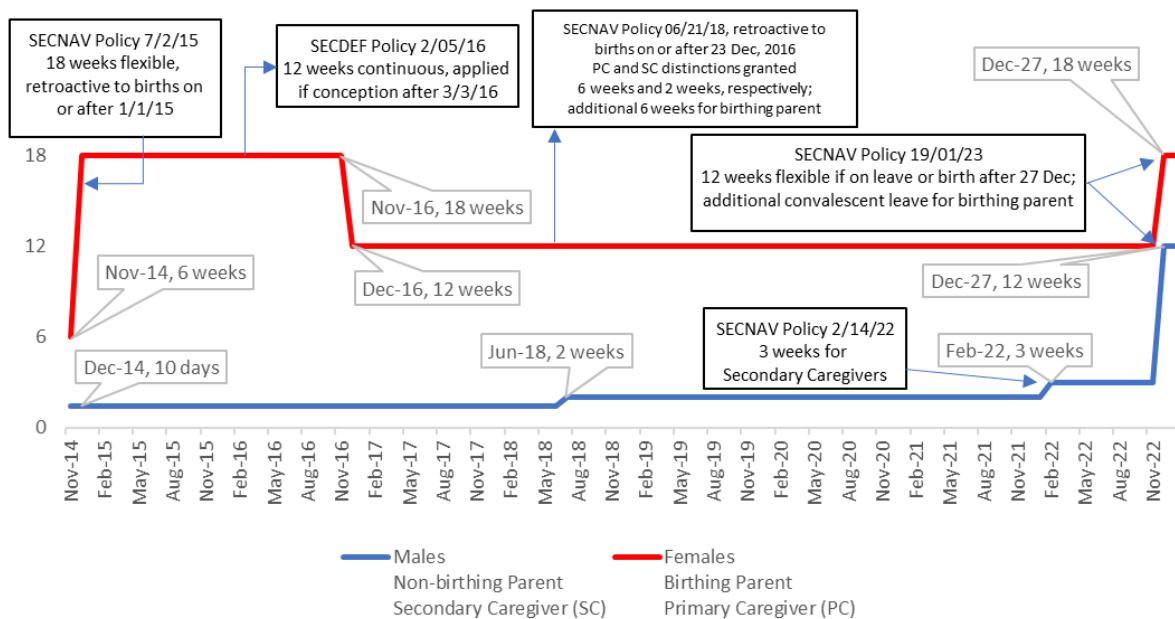 SECNAV Policy 7/2/15
18 weeks flexible,
retroactive to births on
or after 1/1/15
SECDEF Policy 2/05/16
12 weeks continuous, applied
if conception after 3/3/16
SECNAV Policy 06/21/18, retroactive to
births on or after 23 Dec, 2016
PC and SC distinctions granted
6 weeks and 2 weeks, respectively;
additional 6 weeks for birthing parent
Dec-27, 18 weeks
SECNAV Policy 19/01/23
12 weeks flexible if on leave or birth after 27 Dec;
additional convalescent leave for birthing parent
18
Nov-16, 18 weeks
12
Nov-14, 6 weeks
Dec-16, 12 weeks
Dec-27, 12 weeks
6
SECNAV Policy 2/14/22
3 weeks for
Secondary Caregivers
Dec-14, 10 days
Jun-18, 2 weeks
Feb-22, 3 weeks
0
Nov-14
Feb-15
May-15
Aug-15
Nov-15
Feb-16
May-16
Aug-16
Nov-16
Feb-17
May-17
Aug-17
Nov-17
Feb-18
May-18
Aug-18
Nov-18
Feb-19
May-19
Aug-19
Nov-19
Feb-20
May-20
Aug-20
Nov-20
Feb-21
May-21
Aug-21
Nov-21
Feb-22
May-22
Aug-22
Nov-22
Males
Non-birthing Parent
Secondary Caregiver (SC)
Females
Birthing Parent
Primary Caregiver (PC)